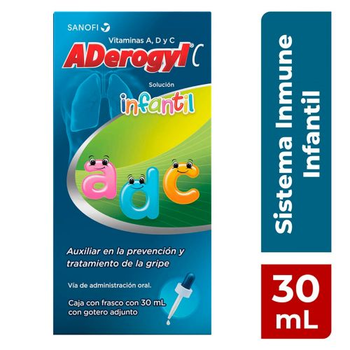 SANOFI
Vitaminas A, D y C
ADerogyl C
Solución
infantil
a d c
Auxiliar en la prevención y
tratamiento de la gripe
Vía de administración oral.
Caja con frasco con 30 mL
con gotero adjunto
Sistema Inmune
Infantil
30
mL